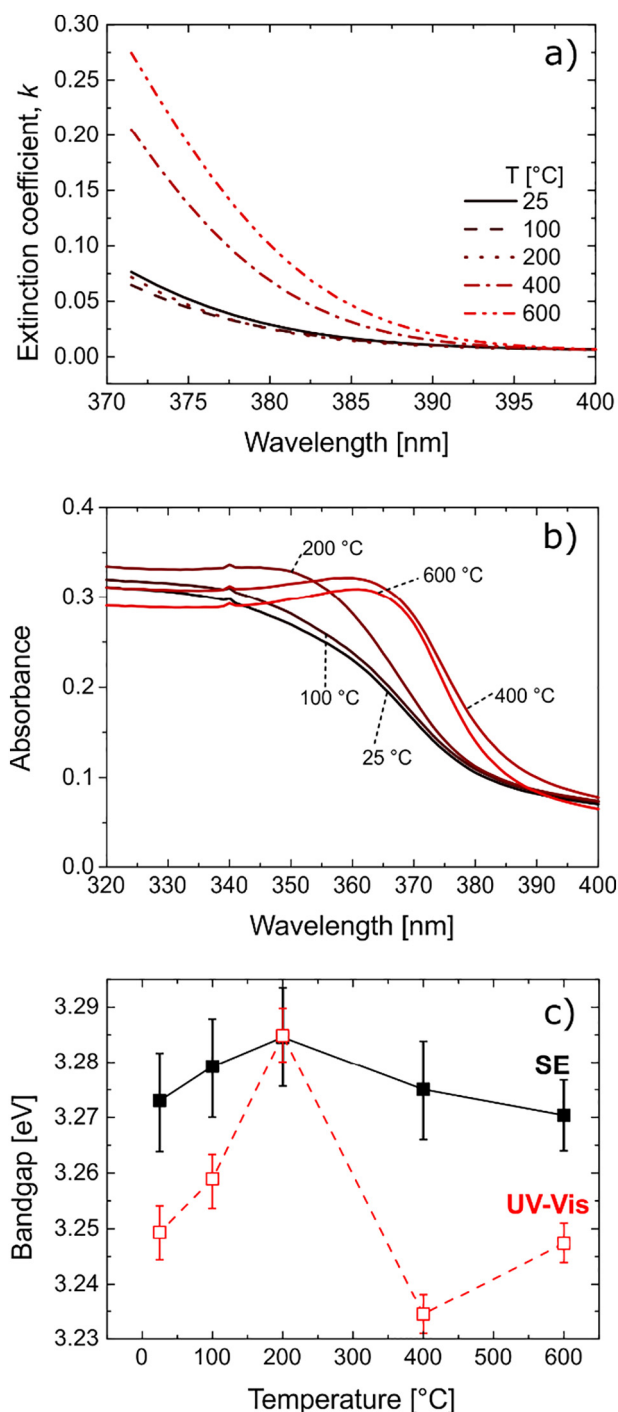 a)
0.30
0.25
0.20
0.15
0.10
0.05
0.00
Extinction coefficient, k
T [°C]
25
100
200
400
600
370 375 380 385 390 395 400
Wavelength [nm]
b)
0.4
0.3
0.2
0.1
0.0
Absorbance
200 °C
600 °C
100 °C
25 °C
400 °C
320 330 340 350 360 370 380 390 400
Wavelength [nm]
c)
3.29
3.28
3.27
3.26
3.25
3.24
3.23
Bandgap [eV]
SE
UV-Vis
0 100 200 300 400 500 600
Temperature [°C]